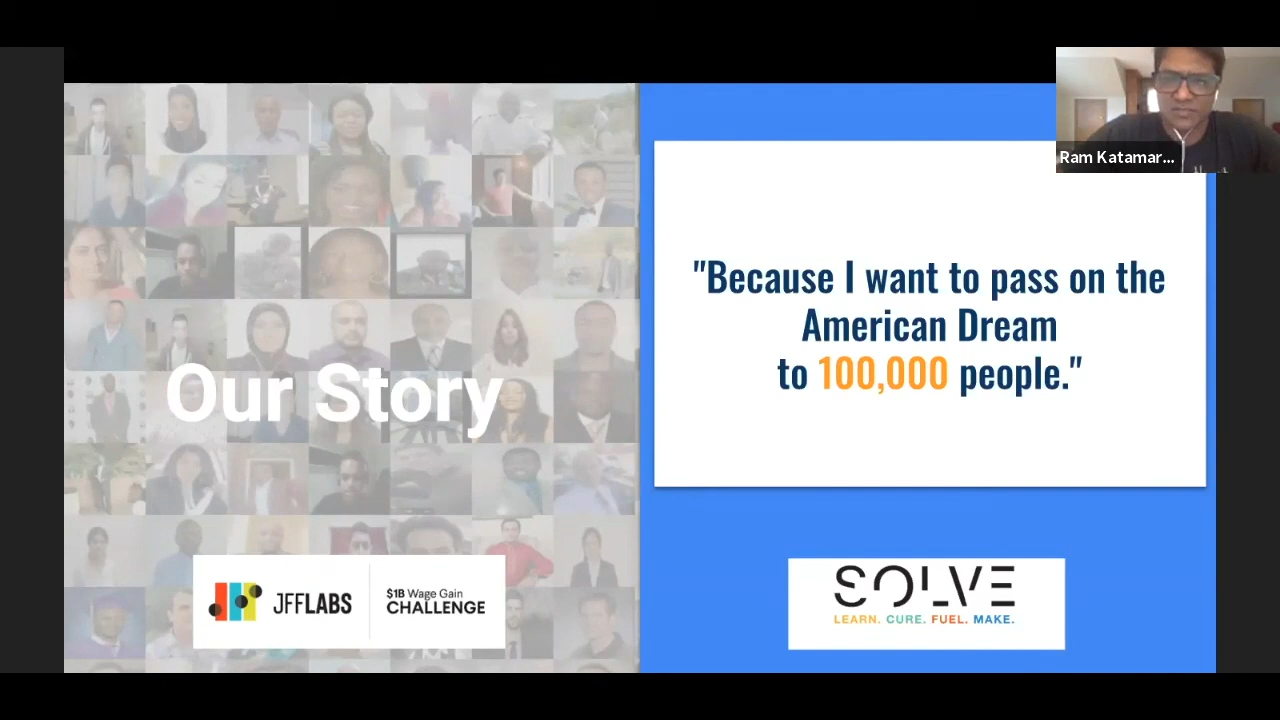 Ram Katamar...
Our Story
"Because I want to pass on the
American Dream
to 100,000 people."
JFFLABS
$1B Wage Gain
CHALLENGE
SOLVE
LEARN. CURE. FUEL. MAKE.